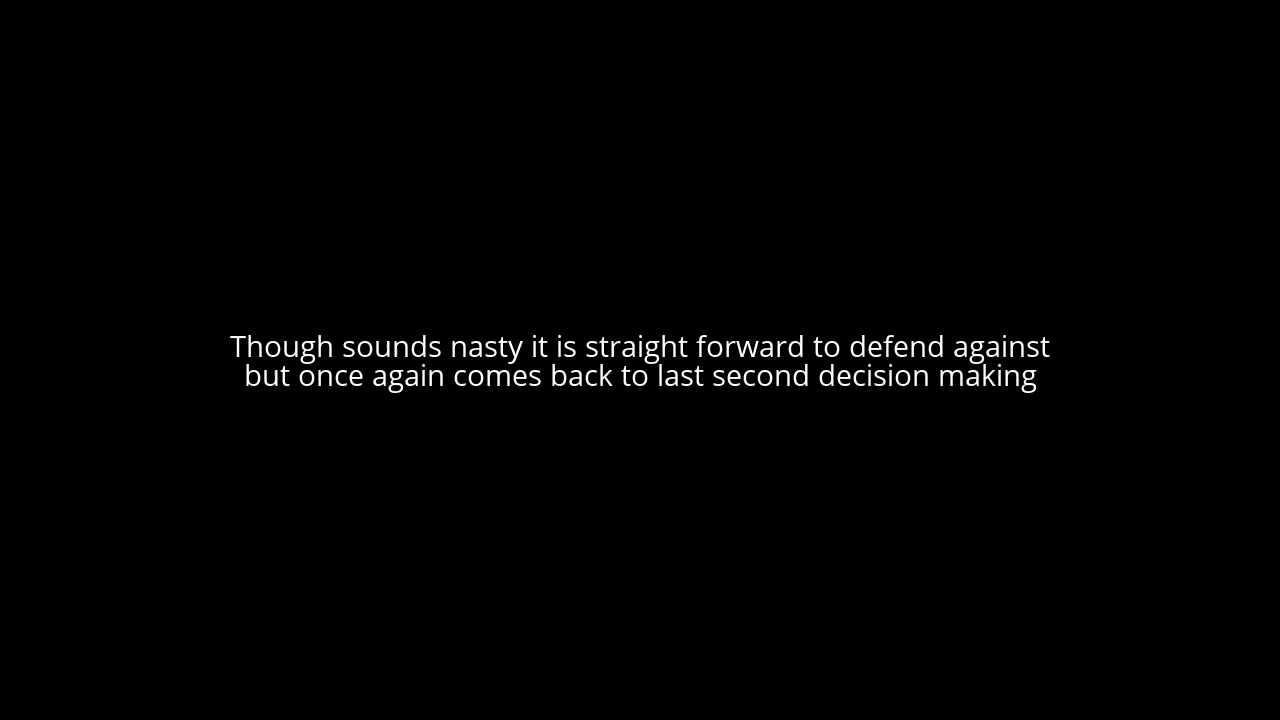 Though sounds nasty it is straight forward to defend against
but once again comes back to last second decision making